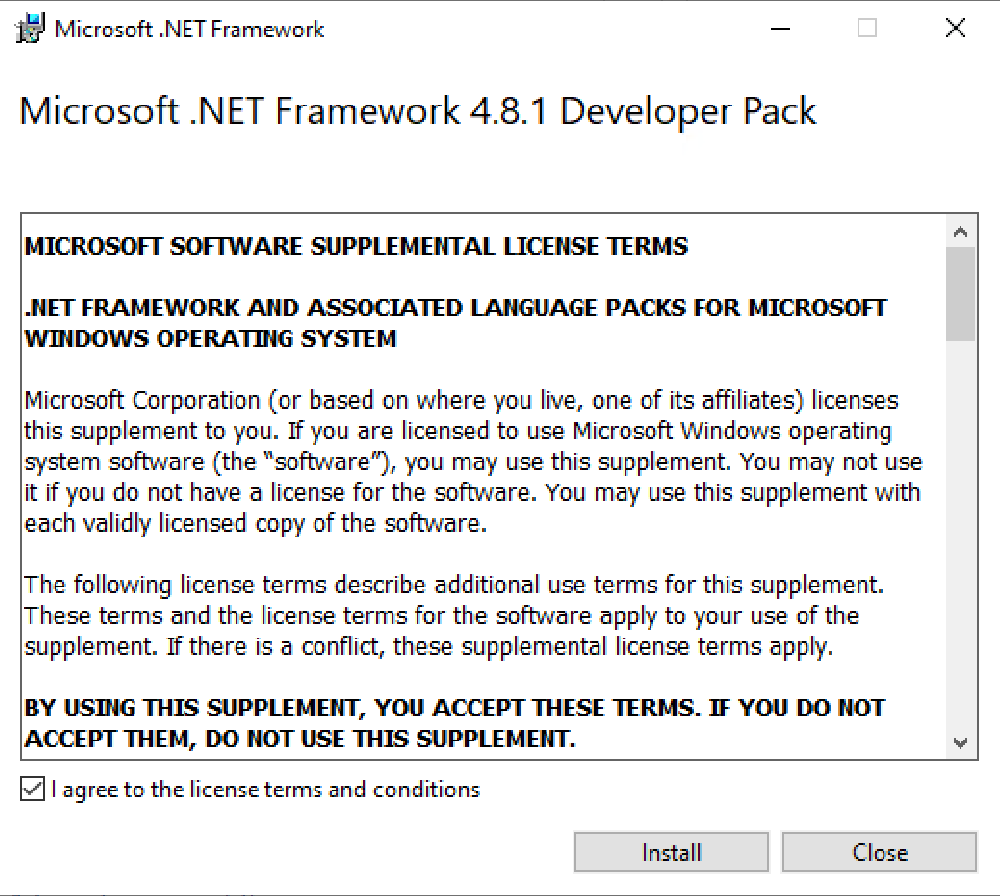 Microsoft .NET Framework
Microsoft .NET Framework 4.8.1 Developer Pack
MICROSOFT SOFTWARE SUPPLEMENTAL LICENSE TERMS
.NET FRAMEWORK AND ASSOCIATED LANGUAGE PACKS FOR MICROSOFT
WINDOWS OPERATING SYSTEM
Microsoft Corporation (or based on where you live, one of its affiliates) licenses
this supplement to you. If you are licensed to use Microsoft Windows operating
system software (the “software”), you may use this supplement. You may not use
it if you do not have a license for the software. You may use this supplement with
each validly licensed copy of the software.
The following license terms describe additional use terms for this supplement.
These terms and the license terms for the software apply to your use of the
supplement. If there is a conflict, these supplemental license terms apply.
BY USING THIS SUPPLEMENT, YOU ACCEPT THESE TERMS. IF YOU DO NOT
ACCEPT THEM, DO NOT USE THIS SUPPLEMENT.
I agree to the license terms and conditions
Install
Close